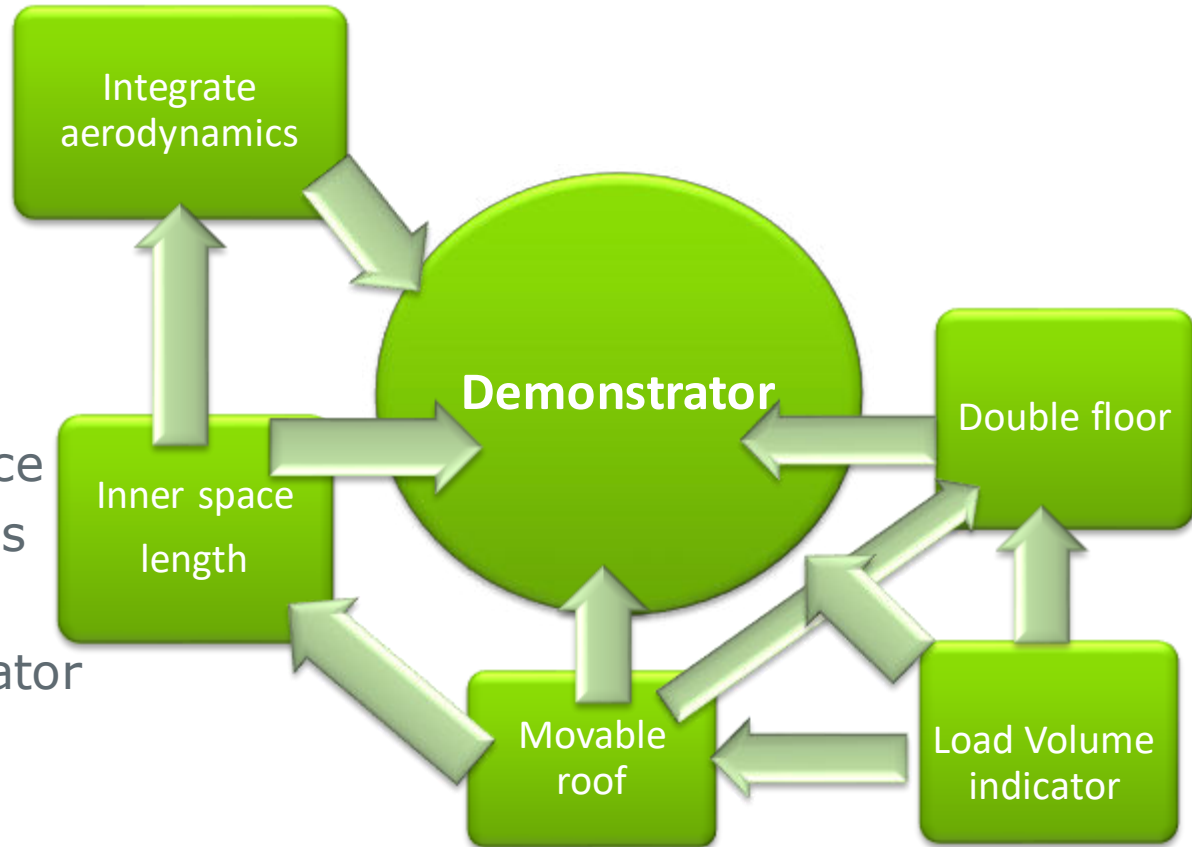 Integrate
aerodynamics
Demonstrator
Double floor
Inner space
length
Movable
roof
Load Volume
indicator